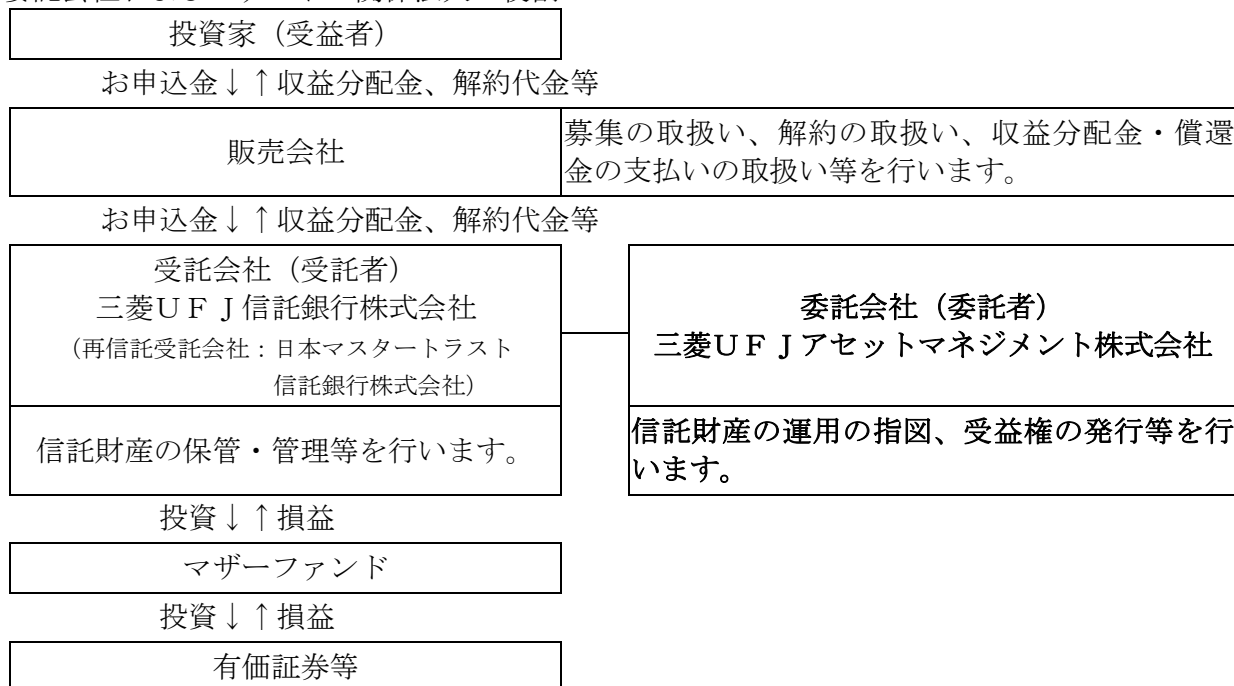 投資家（受益者）
お申込金↓↑収益分配金、解約代金等
販売会社
募集の取扱い、解約の取扱い、収益分配金・償還
金の支払いの取扱い等を行います。
お申込金↓↑収益分配金、解約代金等
受託会社（受託者）
三菱ＵＦＪ信託銀行株式会社
（再信託受託会社：日本マスタートラスト
信託銀行株式会社）
信託財産の保管・管理等を行います。
委託会社（委託者）
三菱ＵＦＪアセットマネジメント株式会社
信託財産の運用の指図、受益権の発行等を行
います。
投資↓↑損益
マザーファンド
投資↓↑損益
有価証券等